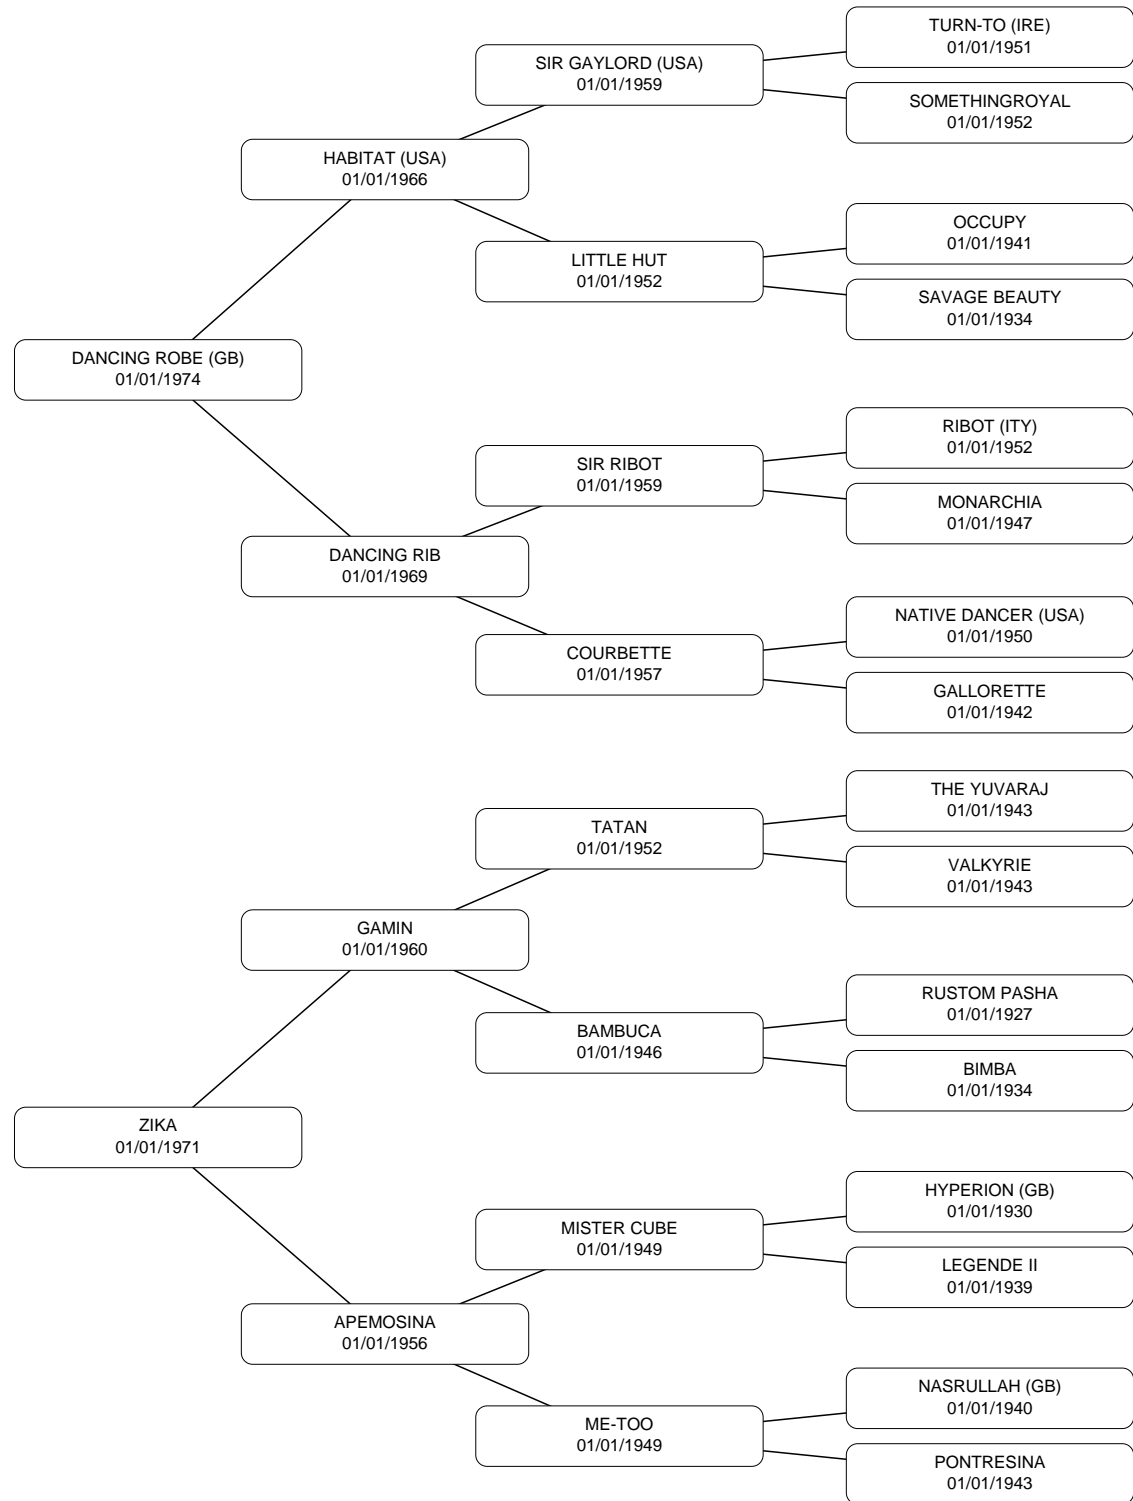 TURN-TO (IRE)
01/01/1951
SIR GAYLORD (USA)
01/01/1959
SOMETHINGROYAL
01/01/1952
HABITAT (USA)
01/01/1966
OCCUPY
01/01/1941
LITTLE HUT
01/01/1952
SAVAGE BEAUTY
01/01/1934
DANCING ROBE (GB)
01/01/1974
RIBOT (ITY)
01/01/1952
SIR RIBOT
01/01/1959
MONARCHIA
01/01/1947
DANCING RIB
01/01/1969
NATIVE DANCER (USA)
01/01/1950
COURBETTE
01/01/1957
GALLORETTE
01/01/1942
THE YUVARAJ
01/01/1943
TATAN
01/01/1952
VALKYRIE
01/01/1943
GAMIN
01/01/1960
RUSTOM PASHA
01/01/1927
BAMBUCA
01/01/1946
BIMBA
01/01/1934
ZIKA
01/01/1971
HYPERION (GB)
01/01/1930
MISTER CUBE
01/01/1949
LEGENDE II
01/01/1939
APEMOSINA
01/01/1956
NASRULLAH (GB)
01/01/1940
ME-TOO
01/01/1949
PONTRESINA
01/01/1943